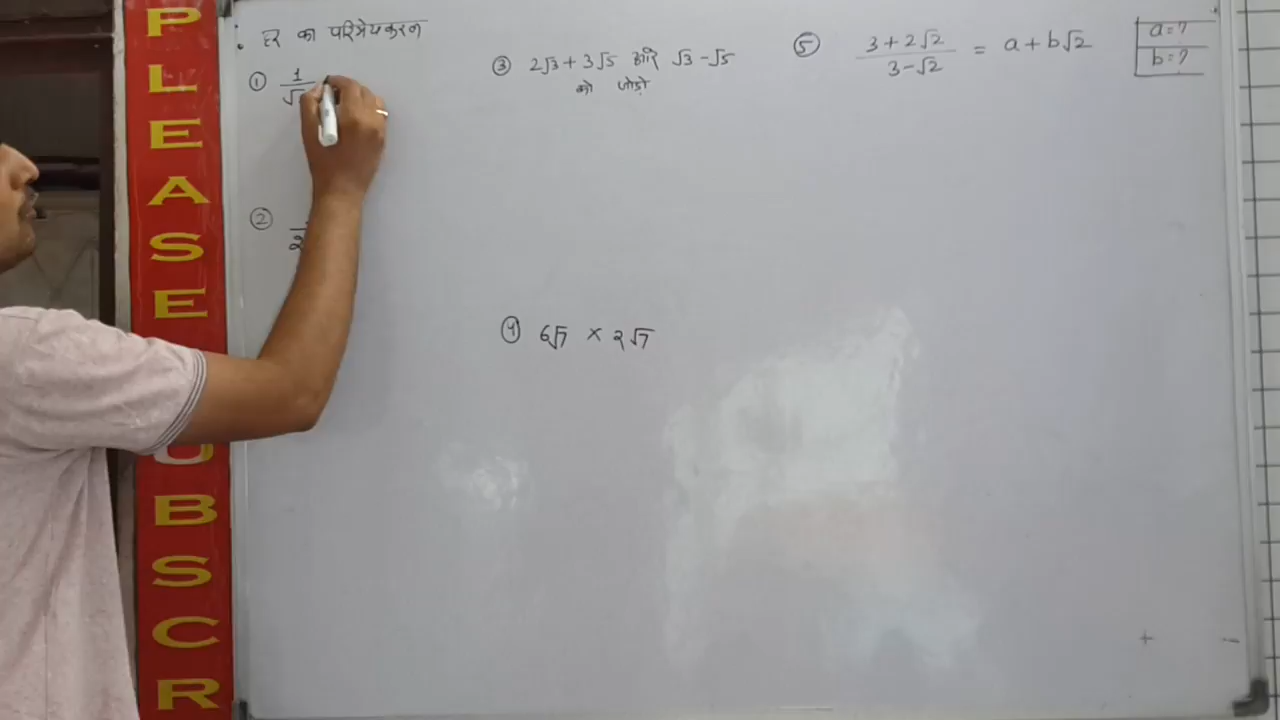 PLEASE
UBSCR
: हर का परिमेयकरण
① 1/√
②
③ 2√3 + 3√5 और √3 - √5
को जोड़ो
④ 6√7 × 2√7
⑤ (3 + 2√2)/(3 - √2) = a + b√2
a = ?
b = ?
+ −